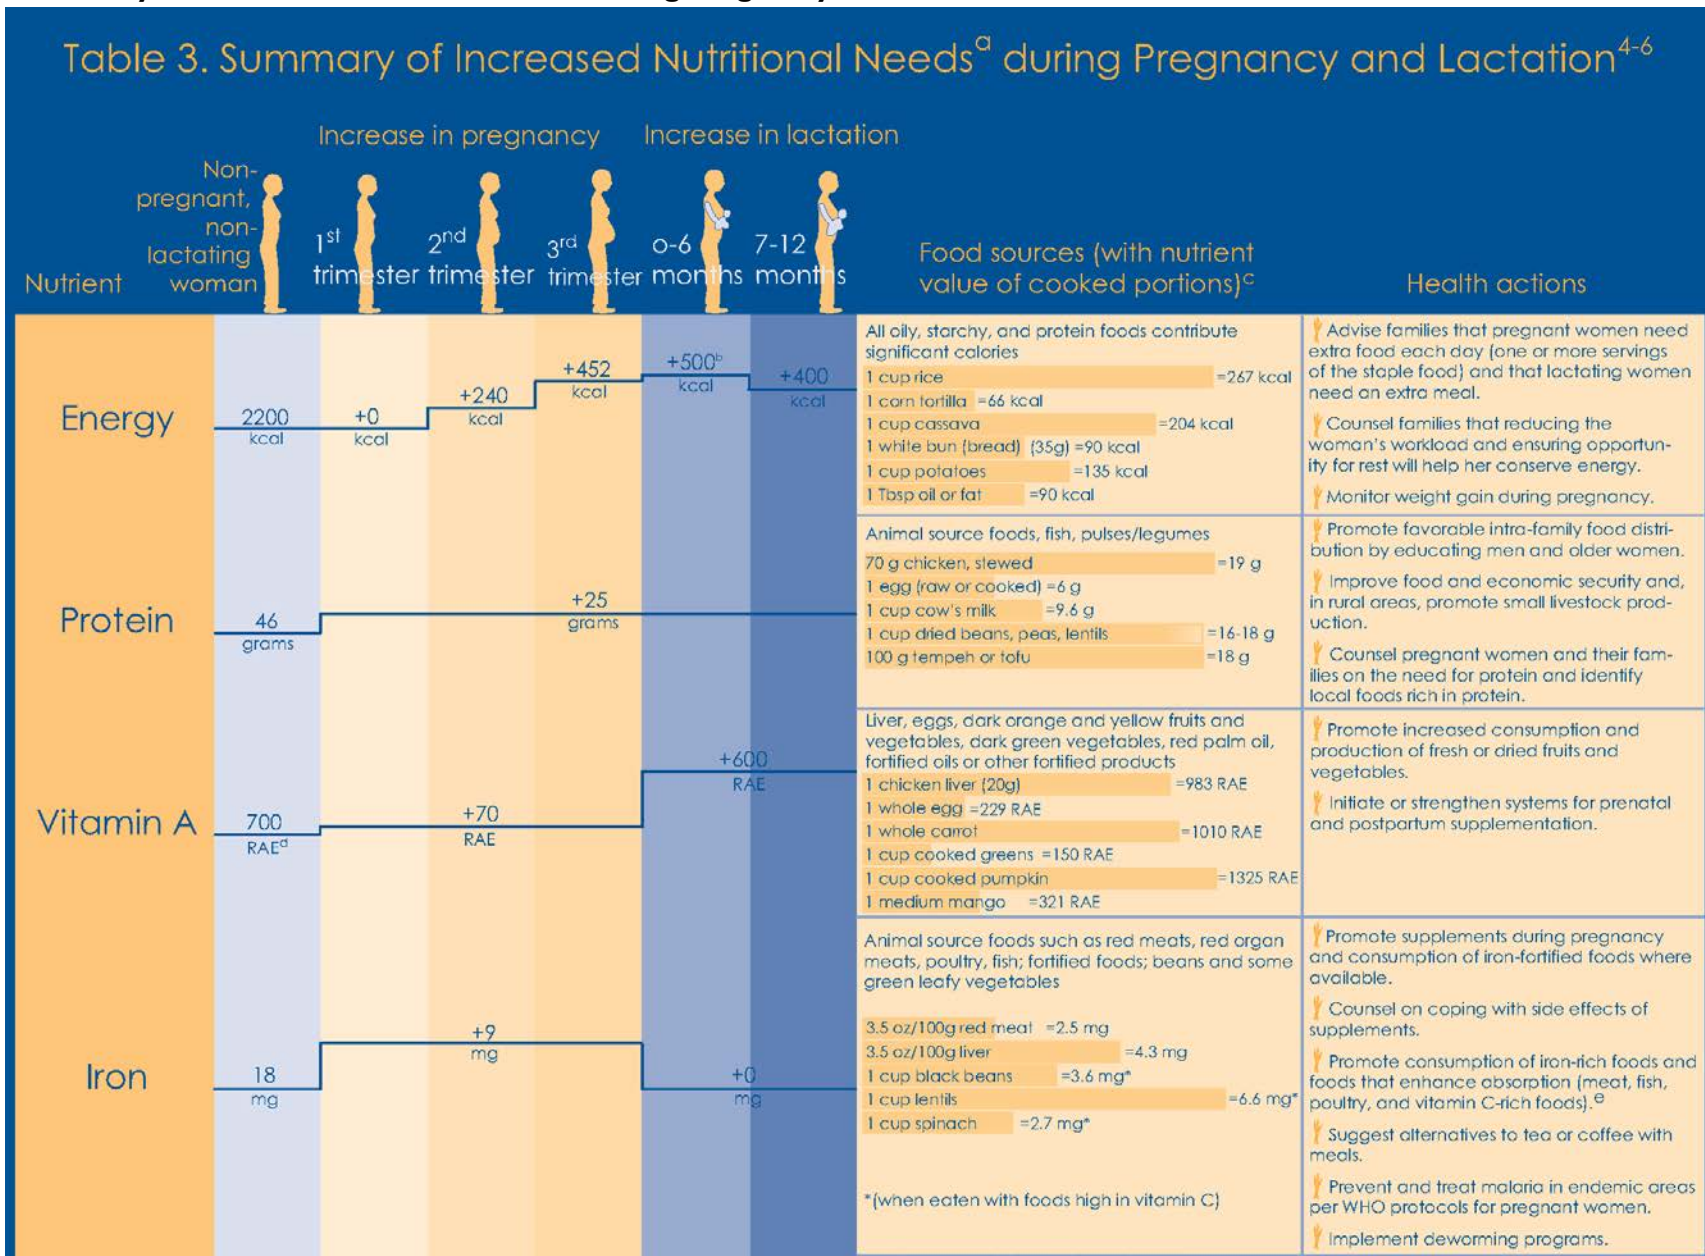 Table 3. Summary of Increased Nutritional Needsᵃ during Pregnancy and Lactation⁴⁻⁶
Increase in pregnancy
Increase in lactation
Nutrient
Non-
pregnant,
non-
lactating
woman
1st
trimester
2nd
trimester
3rd
trimester
0-6
months
7-12
months
Food sources (with nutrient
value of cooked portions)ᶜ
Health actions
Energy
2200
kcal
+0
kcal
+240
kcal
+452
kcal
+500ᵇ
kcal
+400
kcal
All oily, starchy, and protein foods contribute
significant calories
1 cup rice =267 kcal
1 corn tortilla =66 kcal
1 cup cassava =204 kcal
1 white bun (bread) (35g) =90 kcal
1 cup potatoes =135 kcal
1 Tbsp oil or fat =90 kcal
Advise families that pregnant women need
extra food each day (one or more servings
of the staple food) and that lactating women
need an extra meal.
Counsel families that reducing the
woman's workload and ensuring opportun-
ity for rest will help her conserve energy.
Monitor weight gain during pregnancy.
Protein
46
grams
+25
grams
Animal source foods, fish, pulses/legumes
70 g chicken, stewed =19 g
1 egg (raw or cooked) =6 g
1 cup cow's milk =9.6 g
1 cup dried beans, peas, lentils =16-18 g
100 g tempeh or tofu =18 g
Promote favorable intra-family food distri-
bution by educating men and older women.
Improve food and economic security and,
in rural areas, promote small livestock prod-
uction.
Counsel pregnant women and their fam-
ilies on the need for protein and identify
local foods rich in protein.
Vitamin A
700
RAEᵈ
+70
RAE
+600
RAE
Liver, eggs, dark orange and yellow fruits and
vegetables, dark green vegetables, red palm oil,
fortified oils or other fortified products
1 chicken liver (20g) =983 RAE
1 whole egg =229 RAE
1 whole carrot =1010 RAE
1 cup cooked greens =150 RAE
1 cup cooked pumpkin =1325 RAE
1 medium mango =321 RAE
Promote increased consumption and
production of fresh or dried fruits and
vegetables.
Initiate or strengthen systems for prenatal
and postpartum supplementation.
Iron
18
mg
+9
mg
+0
mg
Animal source foods such as red meats, red organ
meats, poultry, fish; fortified foods; beans and some
green leafy vegetables
3.5 oz/100g red meat =2.5 mg
3.5 oz/100g liver =4.3 mg
1 cup black beans =3.6 mg*
1 cup lentils =6.6 mg*
1 cup spinach =2.7 mg*
*(when eaten with foods high in vitamin C)
Promote supplements during pregnancy
and consumption of iron-fortified foods where
available.
Counsel on coping with side effects of
supplements.
Promote consumption of iron-rich foods and
foods that enhance absorption (meat, fish,
poultry, and vitamin C-rich foods).ᵉ
Suggest alternatives to tea or coffee with
meals.
Prevent and treat malaria in endemic areas
per WHO protocols for pregnant women.
Implement deworming programs.